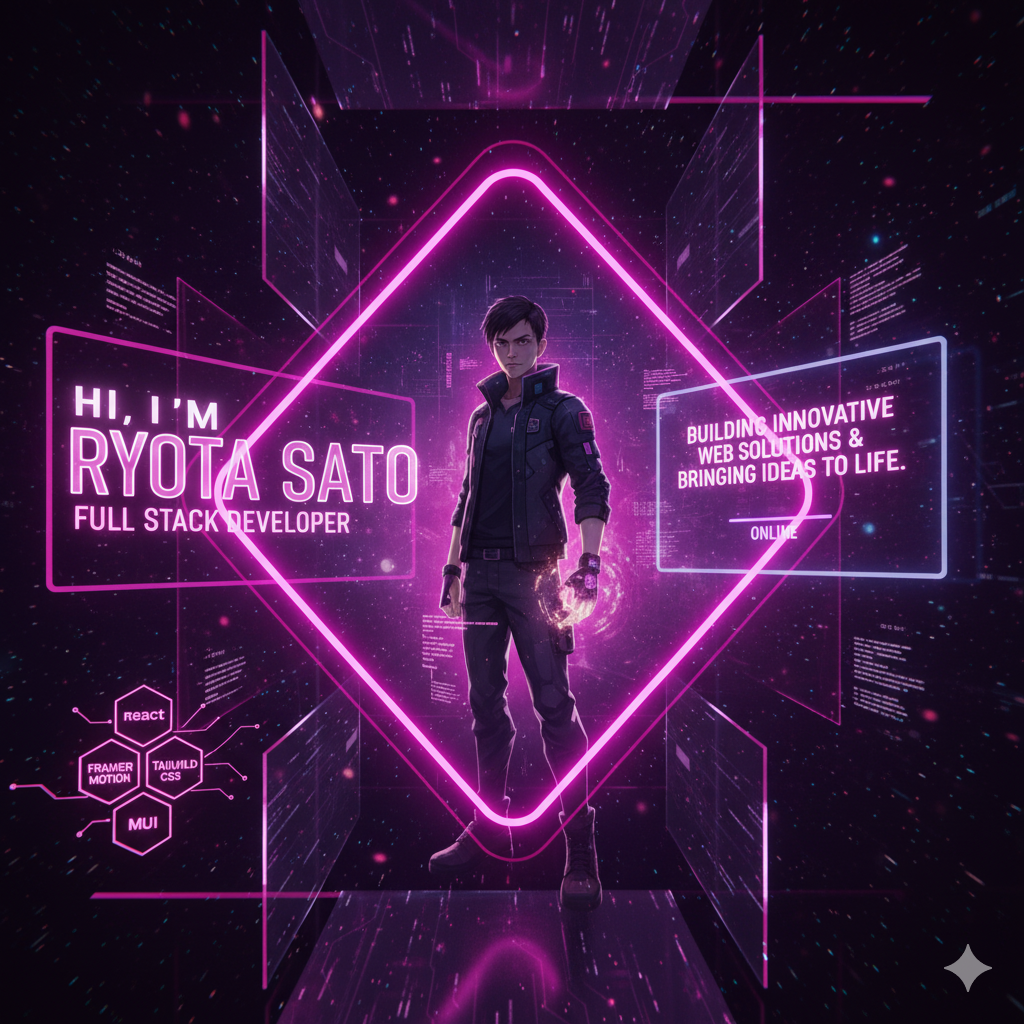 HI, I'M
RYOTA SATO
FULL STACK DEVELOPER
BUILDING INNOVATIVE
WEB SOLUTIONS &
BRINGING IDEAS TO LIFE.
ONLINE
React
FRAMER
MOTION
CSS
MUI